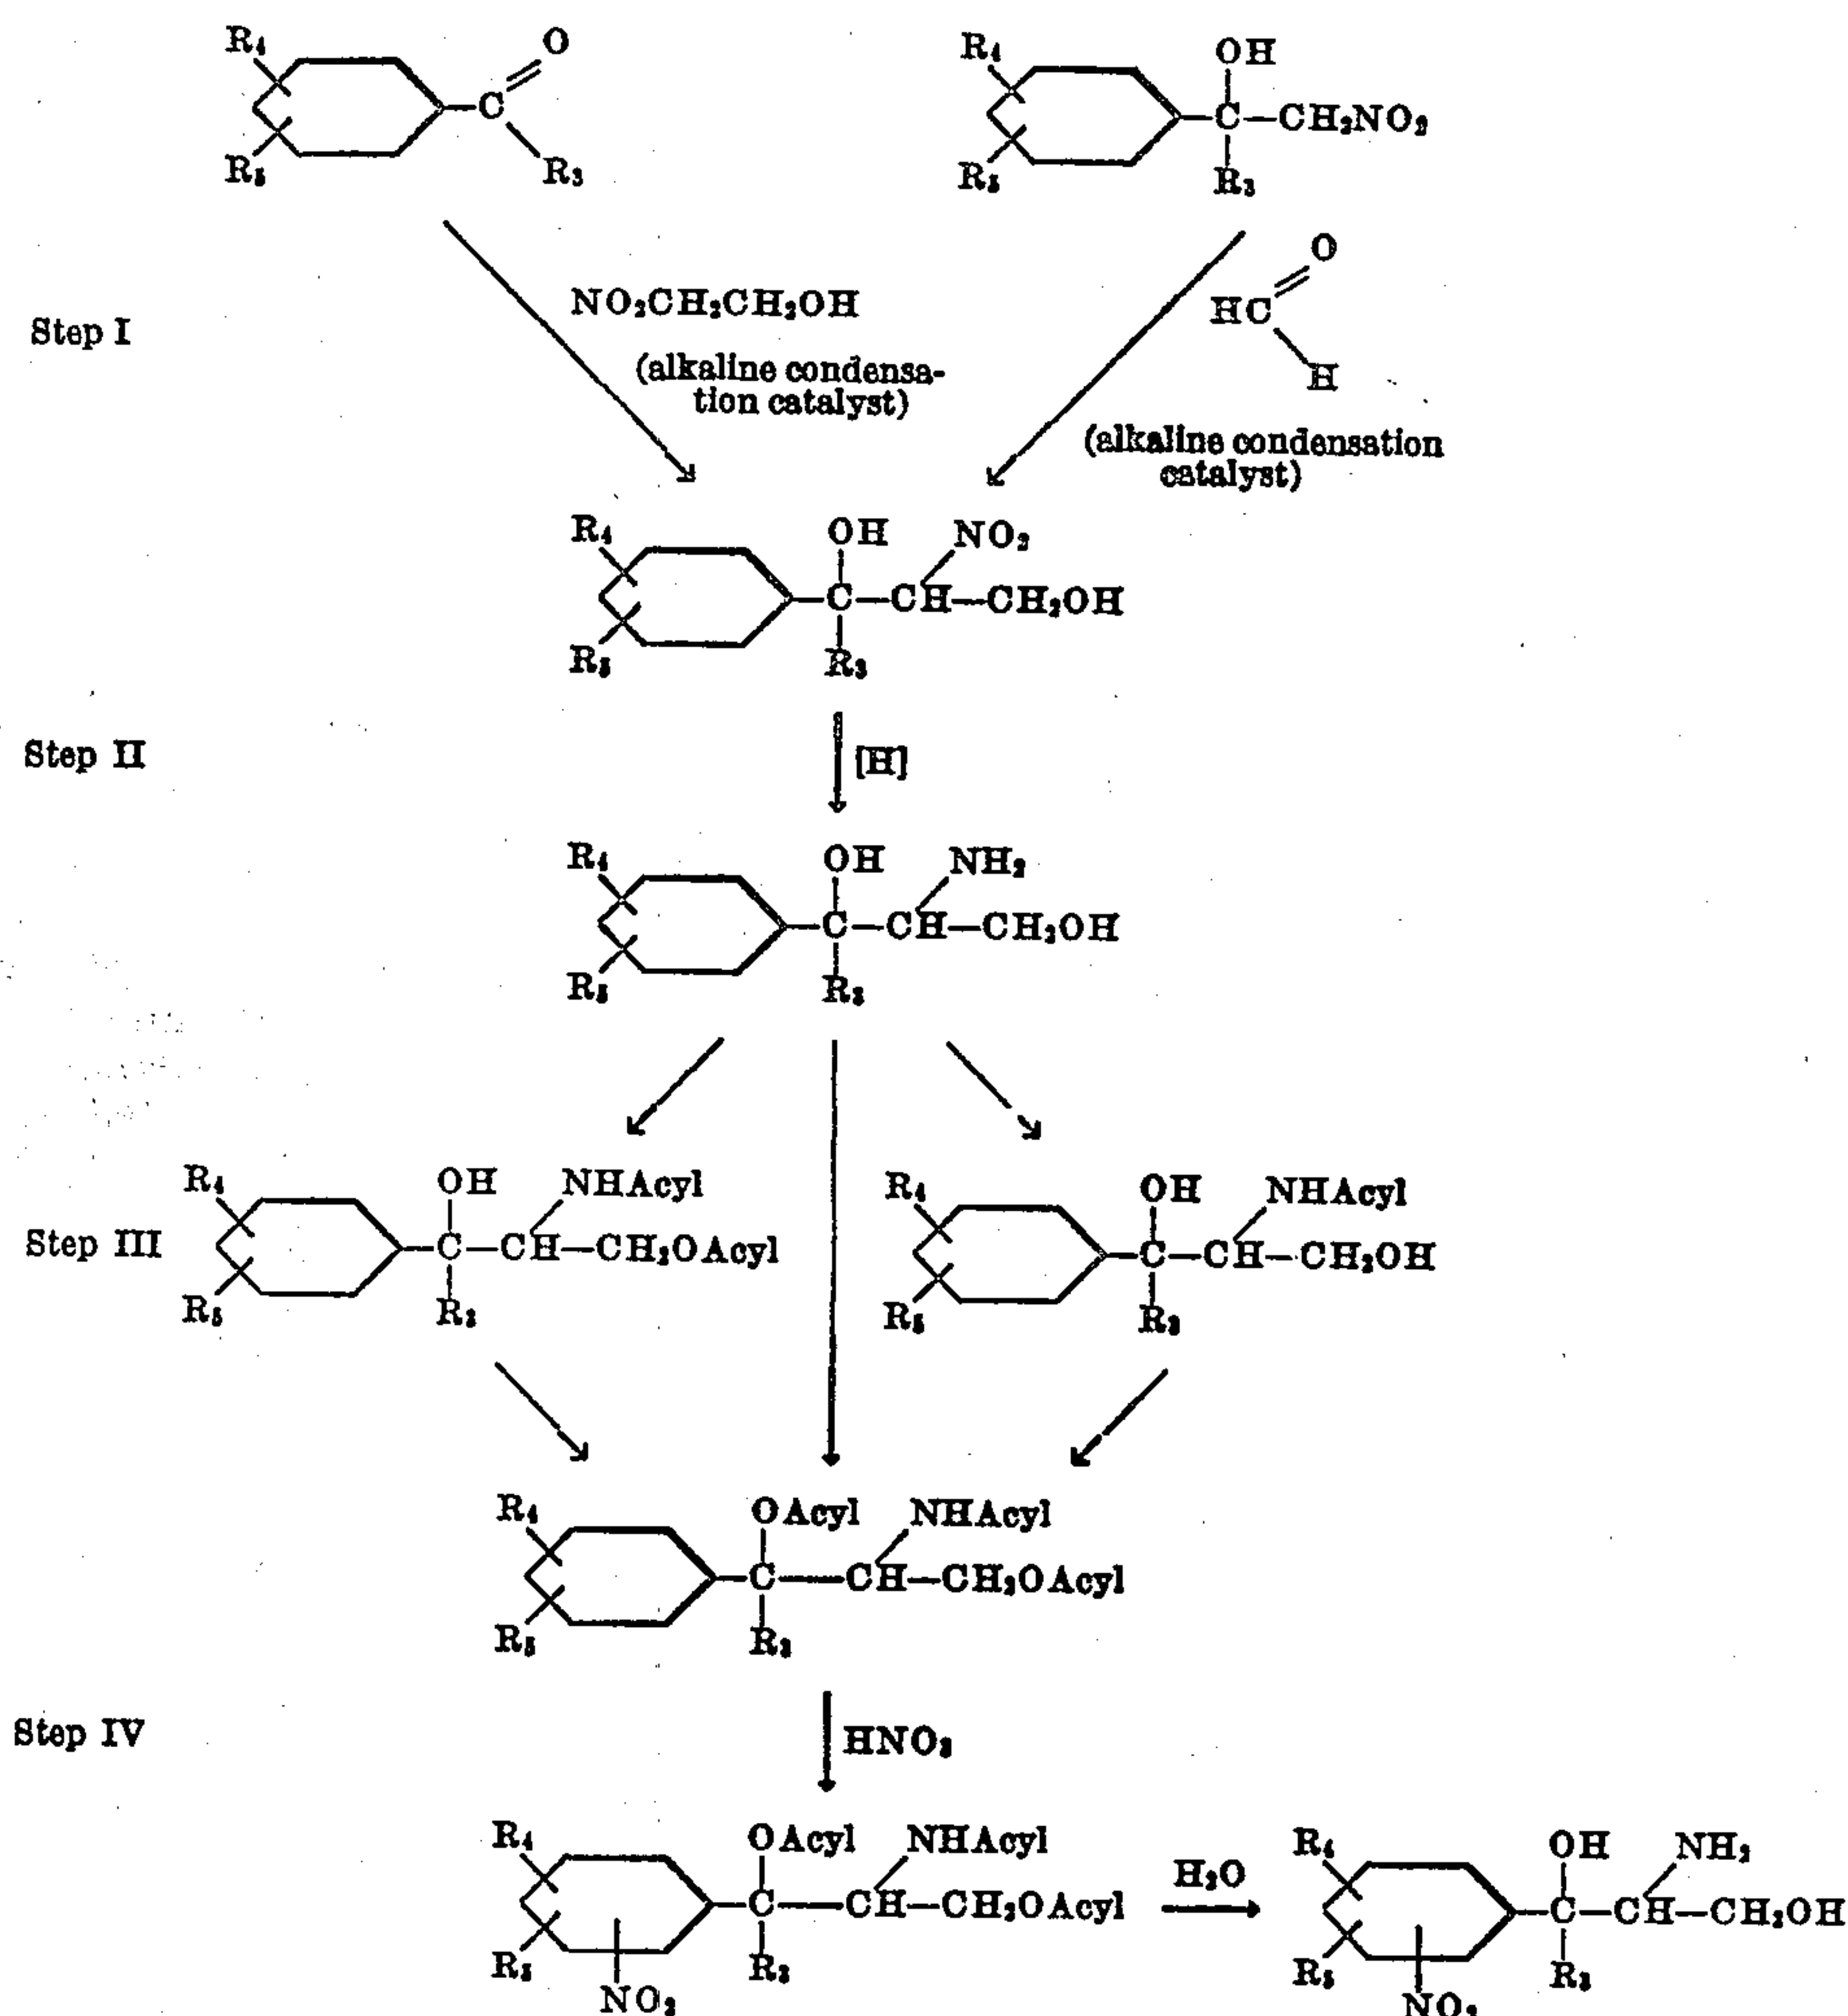 R₄ O
C
R₅ R₃
R₄ OH
C—CH₂NO₂
R₅ R₃
Step I
NO₂CH₂CH₂OH
(alkaline condensa-
tion catalyst)
O
HC
H
(alkaline condensation
catalyst)
R₄ OH NO₂
C—CH—CH₂OH
R₅ R₃
Step II
[H]
R₄ OH NH₂
C—CH—CH₂OH
R₅ R₃
Step III
R₄ OH NHAcyl
C—CH—CH₂OAcyl
R₅ R₃
R₄ OH NHAcyl
C—CH—CH₂OH
R₅ R₃
R₄ OAcyl NHAcyl
C—CH—CH₂OAcyl
R₅ R₃
Step IV
HNO₃
R₄ OAcyl NHAcyl
C—CH—CH₂OAcyl
R₅ R₃
NO₂
H₂O
R₄ OH NH₂
C—CH—CH₂OH
R₅ R₃
NO₂